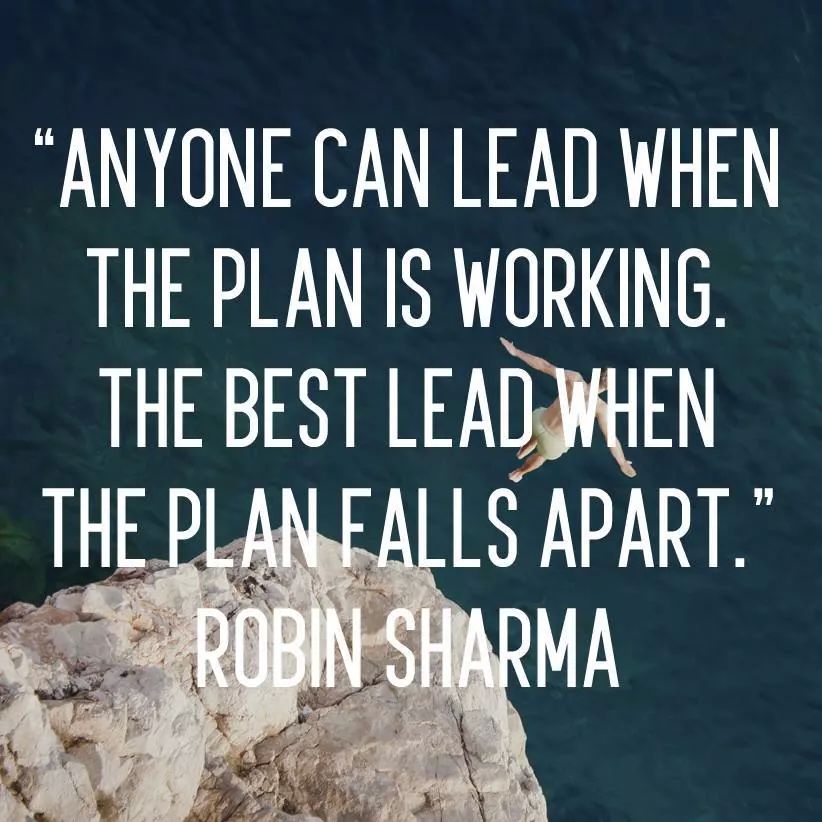 “ANYONE CAN LEAD WHEN
THE PLAN IS WORKING.
THE BEST LEAD WHEN
THE PLAN FALLS APART.”
ROBIN SHARMA